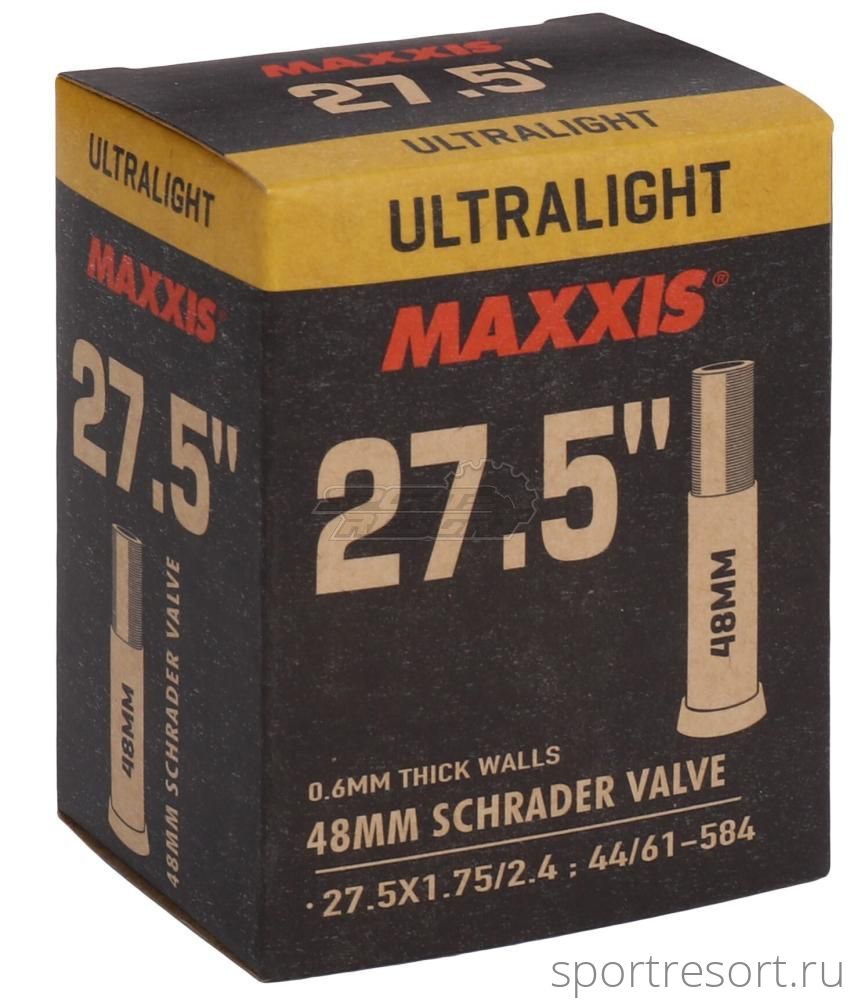 MAXXIS
27.5"
ULTRALIGHT
ULTRALIGHT
MAXXIS
27.5"
48MM
48MM SCHRADER VALVE
ULTRALIGHT
MAXXIS®
27.5"
48MM
0.6MM THICK WALLS
48MM SCHRADER VALVE
· 27.5X1.75/2.4 ; 44/61-584
sportresort.ru